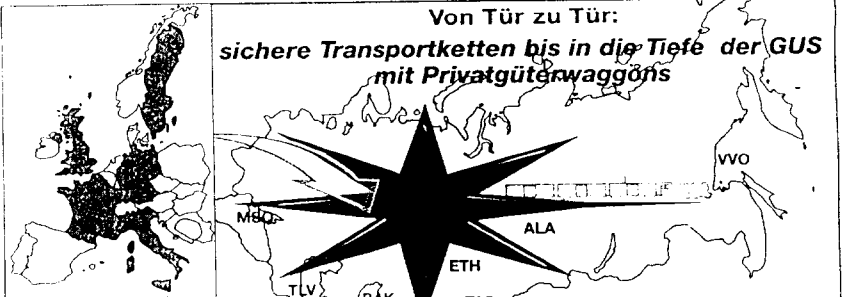 Von Tür zu Tür:
sichere Transportketten bis in die Tiefe der GUS
mit Privatgüterwaggons
VVO
ALA
ETH
TLV